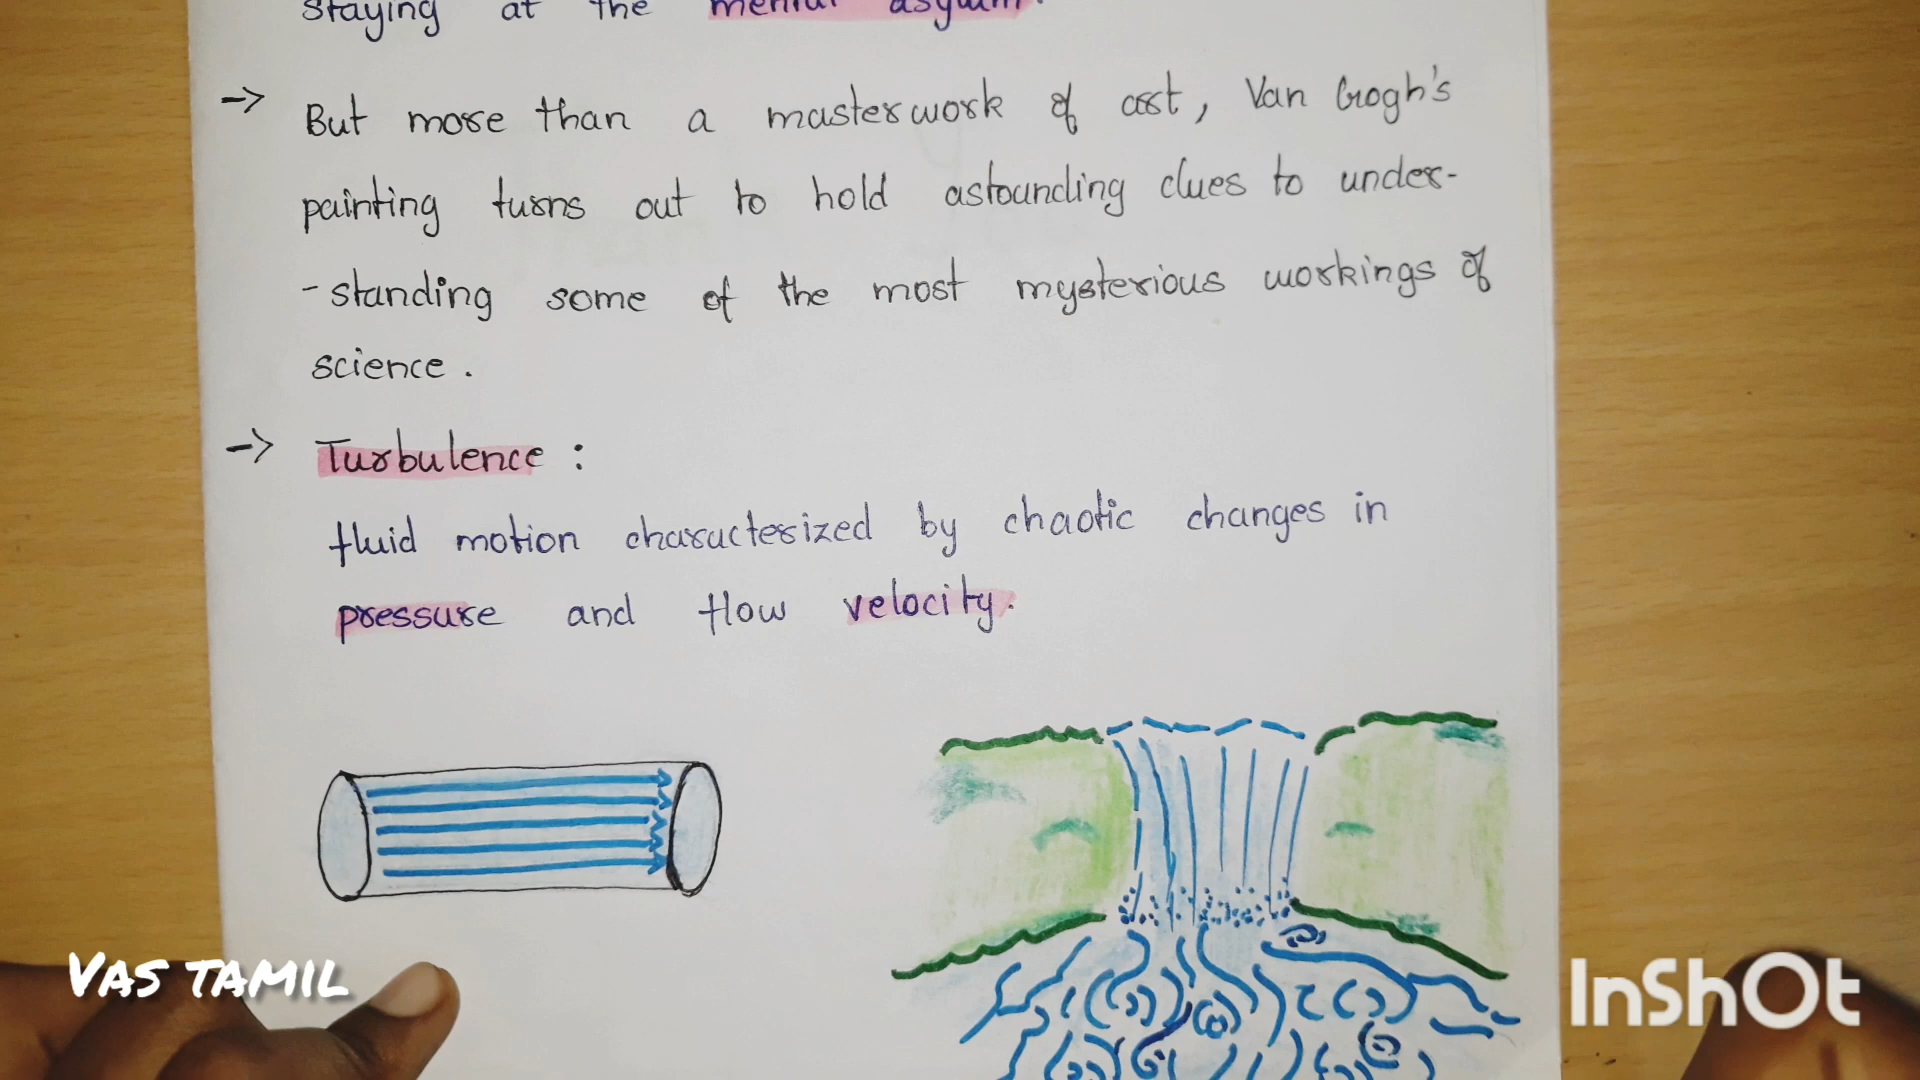 staying at the mental asylum.
-> But more than a masterwork of art, Van Gogh's
painting turns out to hold astounding clues to under-
-standing some of the most mysterious workings of
science.
-> Turbulence :
fluid motion characterized by chaotic changes in
pressure and flow velocity.
VAS TAMIL
InShOt